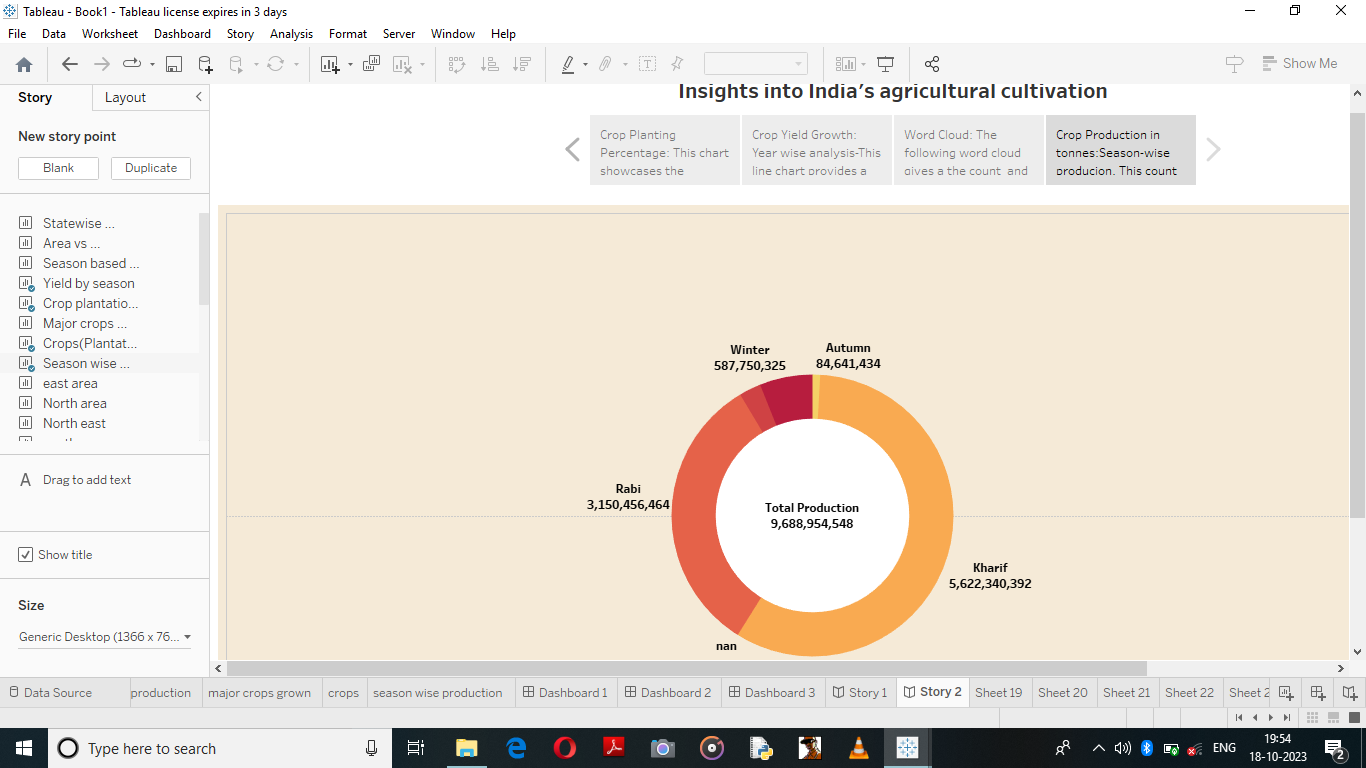 Tableau - Book1 - Tableau license expires in 3 days
File Data Worksheet Dashboard Story Analysis Format Server Window Help
Show Me
Story Layout
New story point
Blank Duplicate
Statewise ...
Area vs ...
Season based ...
Yield by season
Crop plantatio...
Major crops ...
Crops(Plantat...
Season wise ...
east area
North area
North east
A Drag to add text
Show title
Size
Generic Desktop (1366 x 76...
Insights into India's agricultural cultivation
Crop Planting
Percentage: This chart
showcases the
Crop Yield Growth:
Year wise analysis-This
line chart provides a
Word Cloud: The
following word cloud
gives a the count and
Crop Production in
tonnes:Season-wise
producion. This count
Winter
587,750,325
Autumn
84,641,434
Rabi
3,150,456,464
Total Production
9,688,954,548
Kharif
5,622,340,392
nan
Data Source production major crops grown crops season wise production Dashboard 1 Dashboard 2 Dashboard 3 Story 1 Story 2 Sheet 19 Sheet 20 Sheet 21 Sheet 22 Sheet 2
Type here to search
ENG
19:54
18-10-2023
2